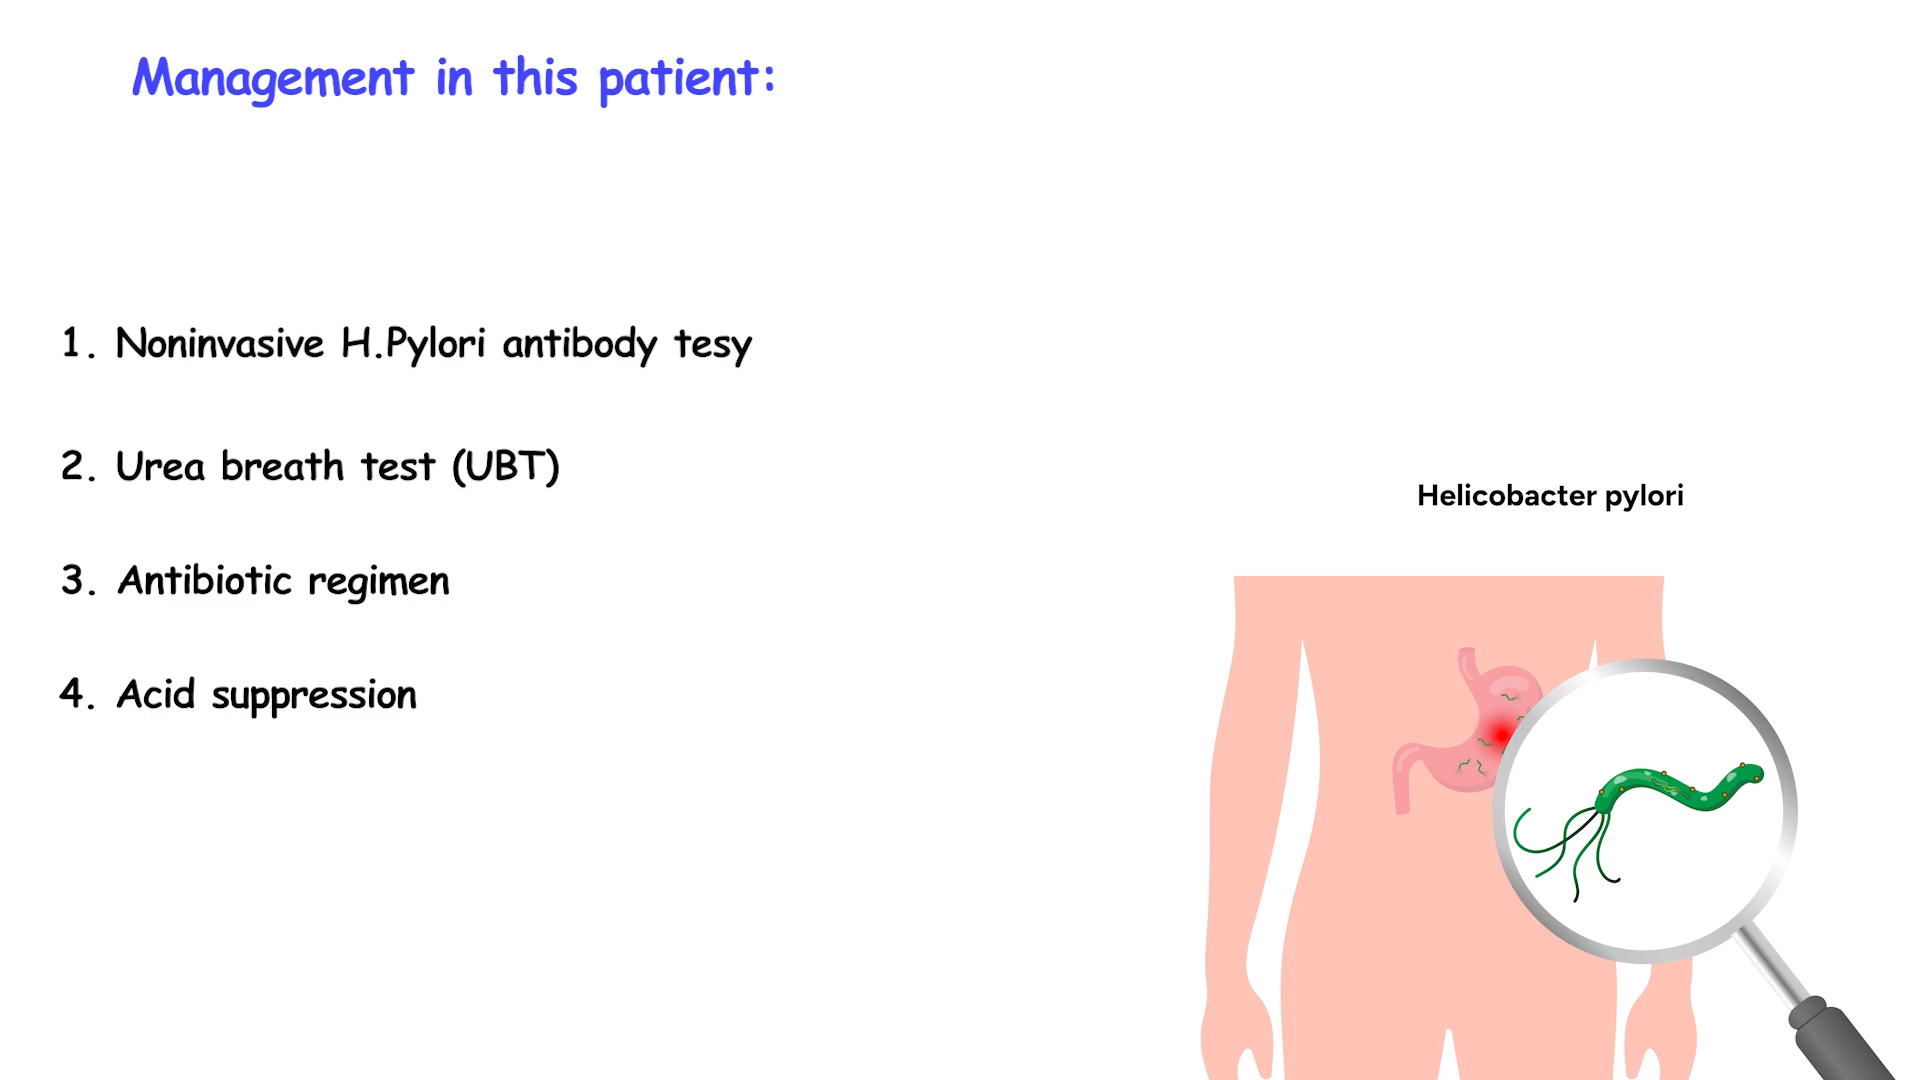 Management in this patient:
1. Noninvasive H.Pylori antibody tesy
2. Urea breath test (UBT)
3. Antibiotic regimen
4. Acid suppression
Helicobacter pylori